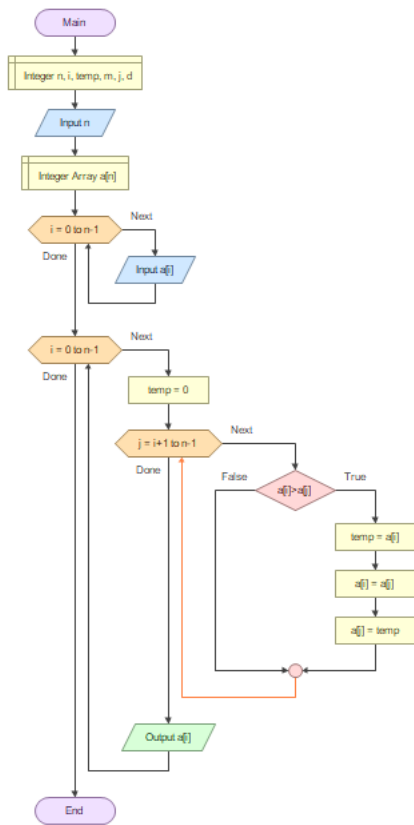 Main
Integer n, i, temp, m, j, d
Input n
Integer Array a[n]
i = 0 to n-1
Next
Done
Input a[i]
i = 0 to n-1
Next
Done
temp = 0
j = i+1 to n-1
Next
Done
a[i]>a[j]
False
True
temp = a[i]
a[i] = a[j]
a[j] = temp
Output a[i]
End